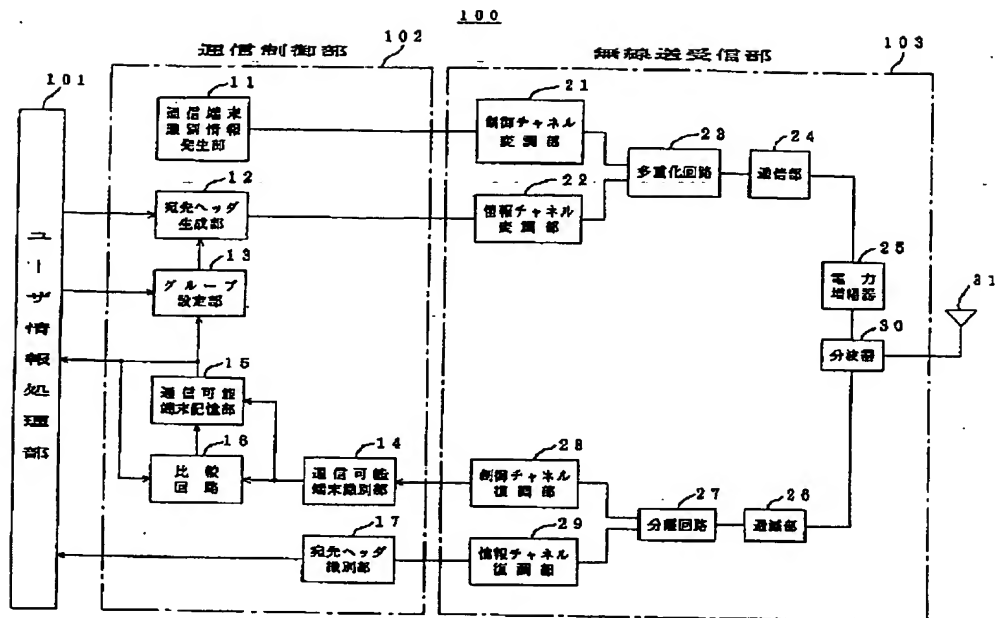 100
通信制御部
102
無線送受信部
103
101
ユーザ情報処理部
11
通信端末
識別情報
発生部
12
宛先ヘッダ
生成部
13
グループ
設定部
15
通信可能
端末記憶部
16
比較
回路
14
通信可能
端末識別部
17
宛先ヘッダ
識別部
21
制御チャネル
変調部
22
情報チャネル
変調部
23
多重化回路
24
25
電力
増幅器
30
分波器
31
28
制御チャネル
復調部
29
情報チャネル
復調部
27
分離回路
26